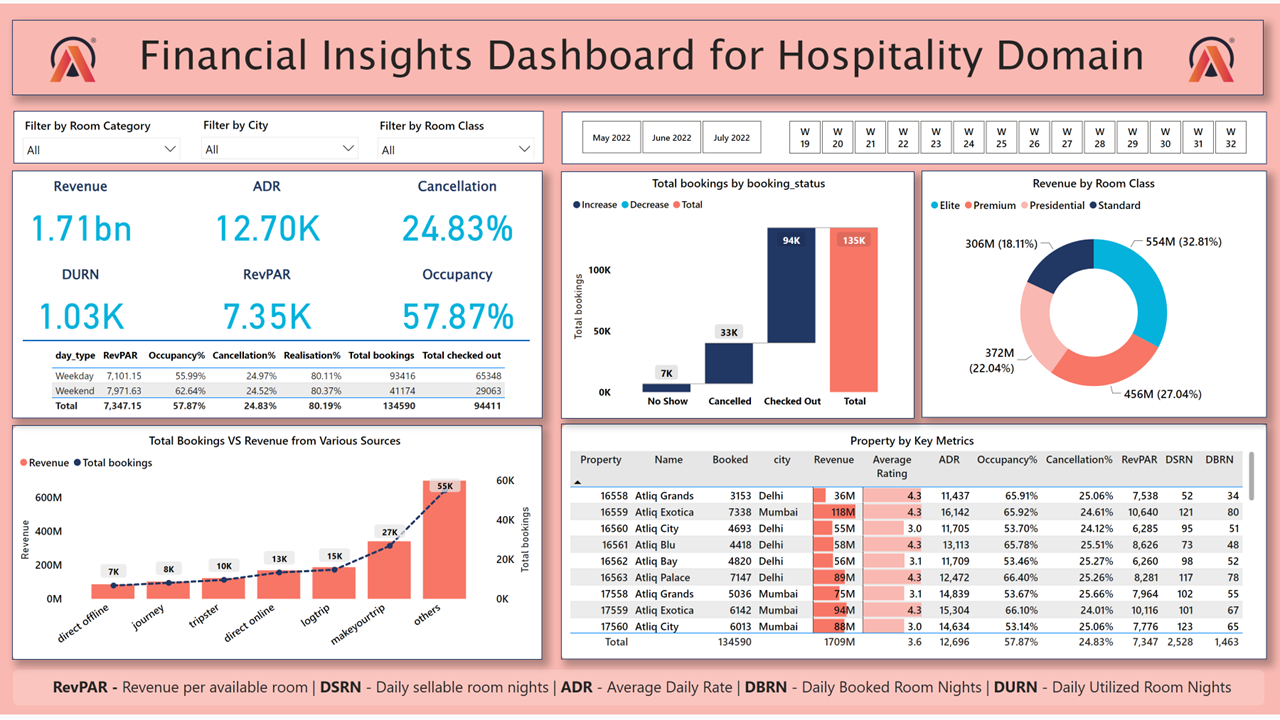 Financial Insights Dashboard for Hospitality Domain
Filter by Room Category
All
Filter by City
All
Filter by Room Class
All
May 2022 June 2022 July 2022
W 19 W 20 W 21 W 22 W 23 W 24 W 25 W 26 W 27 W 28 W 29 W 30 W 31 W 32
Revenue ADR Cancellation
1.71bn 12.70K 24.83%
DURN RevPAR Occupancy
1.03K 7.35K 57.87%
day_type RevPAR Occupancy% Cancellation% Realisation% Total bookings Total checked out
Weekday 7,101.15 55.99% 24.97% 80.11% 93416 65348
Weekend 7,971.63 62.64% 24.52% 80.37% 41174 29063
Total 7,347.15 57.87% 24.83% 80.19% 134590 94411
Total bookings by booking_status
Increase Decrease Total
Total bookings
100K
50K
0K
7K
33K
94K
135K
No Show Cancelled Checked Out Total
Revenue by Room Class
Elite Premium Presidential Standard
306M (18.11%)
554M (32.81%)
372M
(22.04%)
456M (27.04%)
Total Bookings VS Revenue from Various Sources
Revenue Total bookings
Revenue
600M
400M
200M
0M
7K 8K 10K 13K 15K 27K 55K
60K
40K
20K
0K
Total bookings
direct offline journey tripster direct online logtrip makeyourtrip others
Property by Key Metrics
Property Name Booked city Revenue Average Rating ADR Occupancy% Cancellation% RevPAR DSRN DBRN
16558 Atliq Grands 3153 Delhi 36M 4.3 11,437 65.91% 25.06% 7,538 52 34
16559 Atliq Exotica 7338 Mumbai 118M 4.3 16,142 65.92% 24.61% 10,640 121 80
16560 Atliq City 4693 Delhi 55M 3.0 11,705 53.70% 24.12% 6,285 95 51
16561 Atliq Blu 4418 Delhi 58M 4.3 13,113 65.78% 25.51% 8,626 73 48
16562 Atliq Bay 4820 Delhi 56M 3.1 11,709 53.46% 25.27% 6,260 98 52
16563 Atliq Palace 7147 Delhi 89M 4.3 12,472 66.40% 25.26% 8,281 117 78
17558 Atliq Grands 5036 Mumbai 75M 3.1 14,839 53.67% 25.66% 7,964 102 55
17559 Atliq Exotica 6142 Mumbai 94M 4.3 15,304 66.10% 24.01% 10,116 101 67
17560 Atliq City 6013 Mumbai 88M 3.0 14,634 53.14% 25.06% 7,776 123 65
Total 134590 1709M 3.6 12,696 57.87% 24.83% 7,347 2,528 1,463
RevPAR - Revenue per available room | DSRN - Daily sellable room nights | ADR - Average Daily Rate | DBRN - Daily Booked Room Nights | DURN - Daily Utilized Room Nights